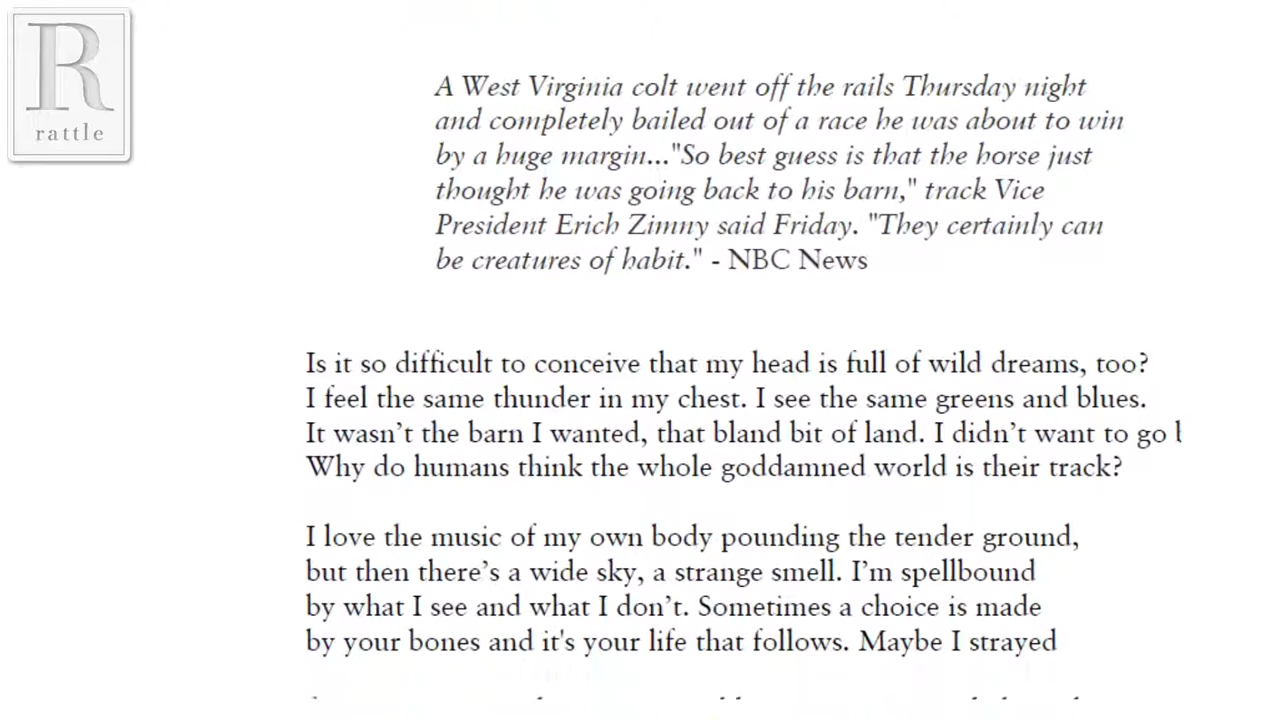 R
rattle
A West Virginia colt went off the rails Thursday night
and completely bailed out of a race he was about to win
by a huge margin..."So best guess is that the horse just
thought he was going back to his barn," track Vice
President Erich Zimny said Friday. "They certainly can
be creatures of habit." - NBC News
Is it so difficult to conceive that my head is full of wild dreams, too?
I feel the same thunder in my chest. I see the same greens and blues.
It wasn’t the barn I wanted, that bland bit of land. I didn’t want to go
Why do humans think the whole goddamned world is their track?
I love the music of my own body pounding the tender ground,
but then there’s a wide sky, a strange smell. I’m spellbound
by what I see and what I don’t. Sometimes a choice is made
by your bones and it's your life that follows. Maybe I strayed